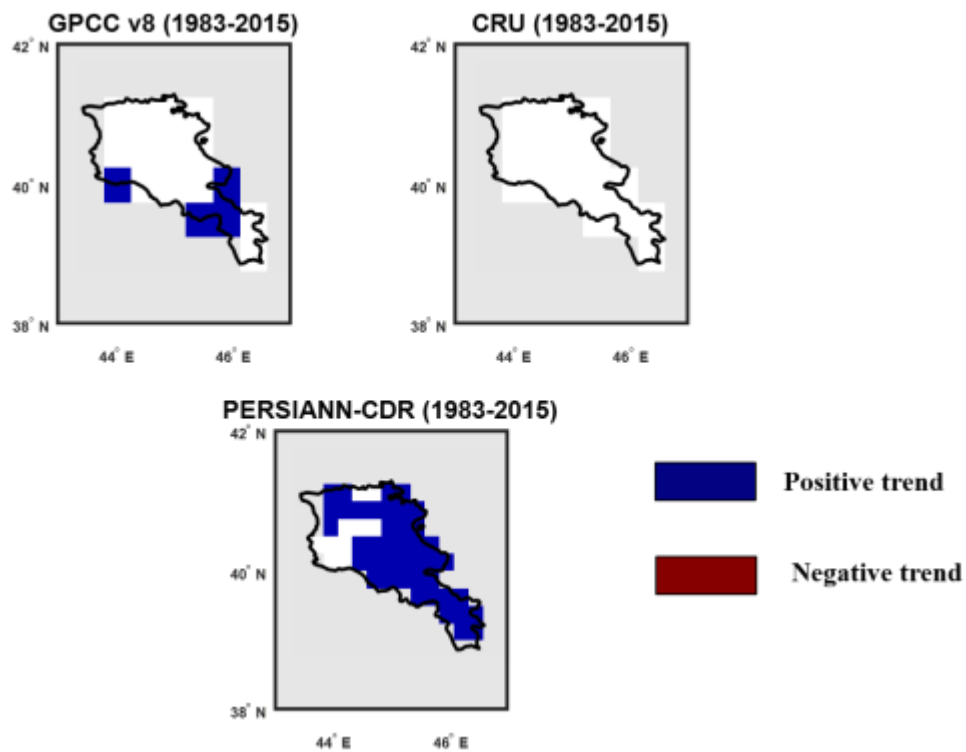 GPCC v8 (1983-2015)
CRU (1983-2015)
42° N
40° N
38° N
44° E
46° E
42° N
40° N
38° N
44° E
46° E
PERSIANN-CDR (1983-2015)
42° N
40° N
38° N
44° E
46° E
Positive trend
Negative trend